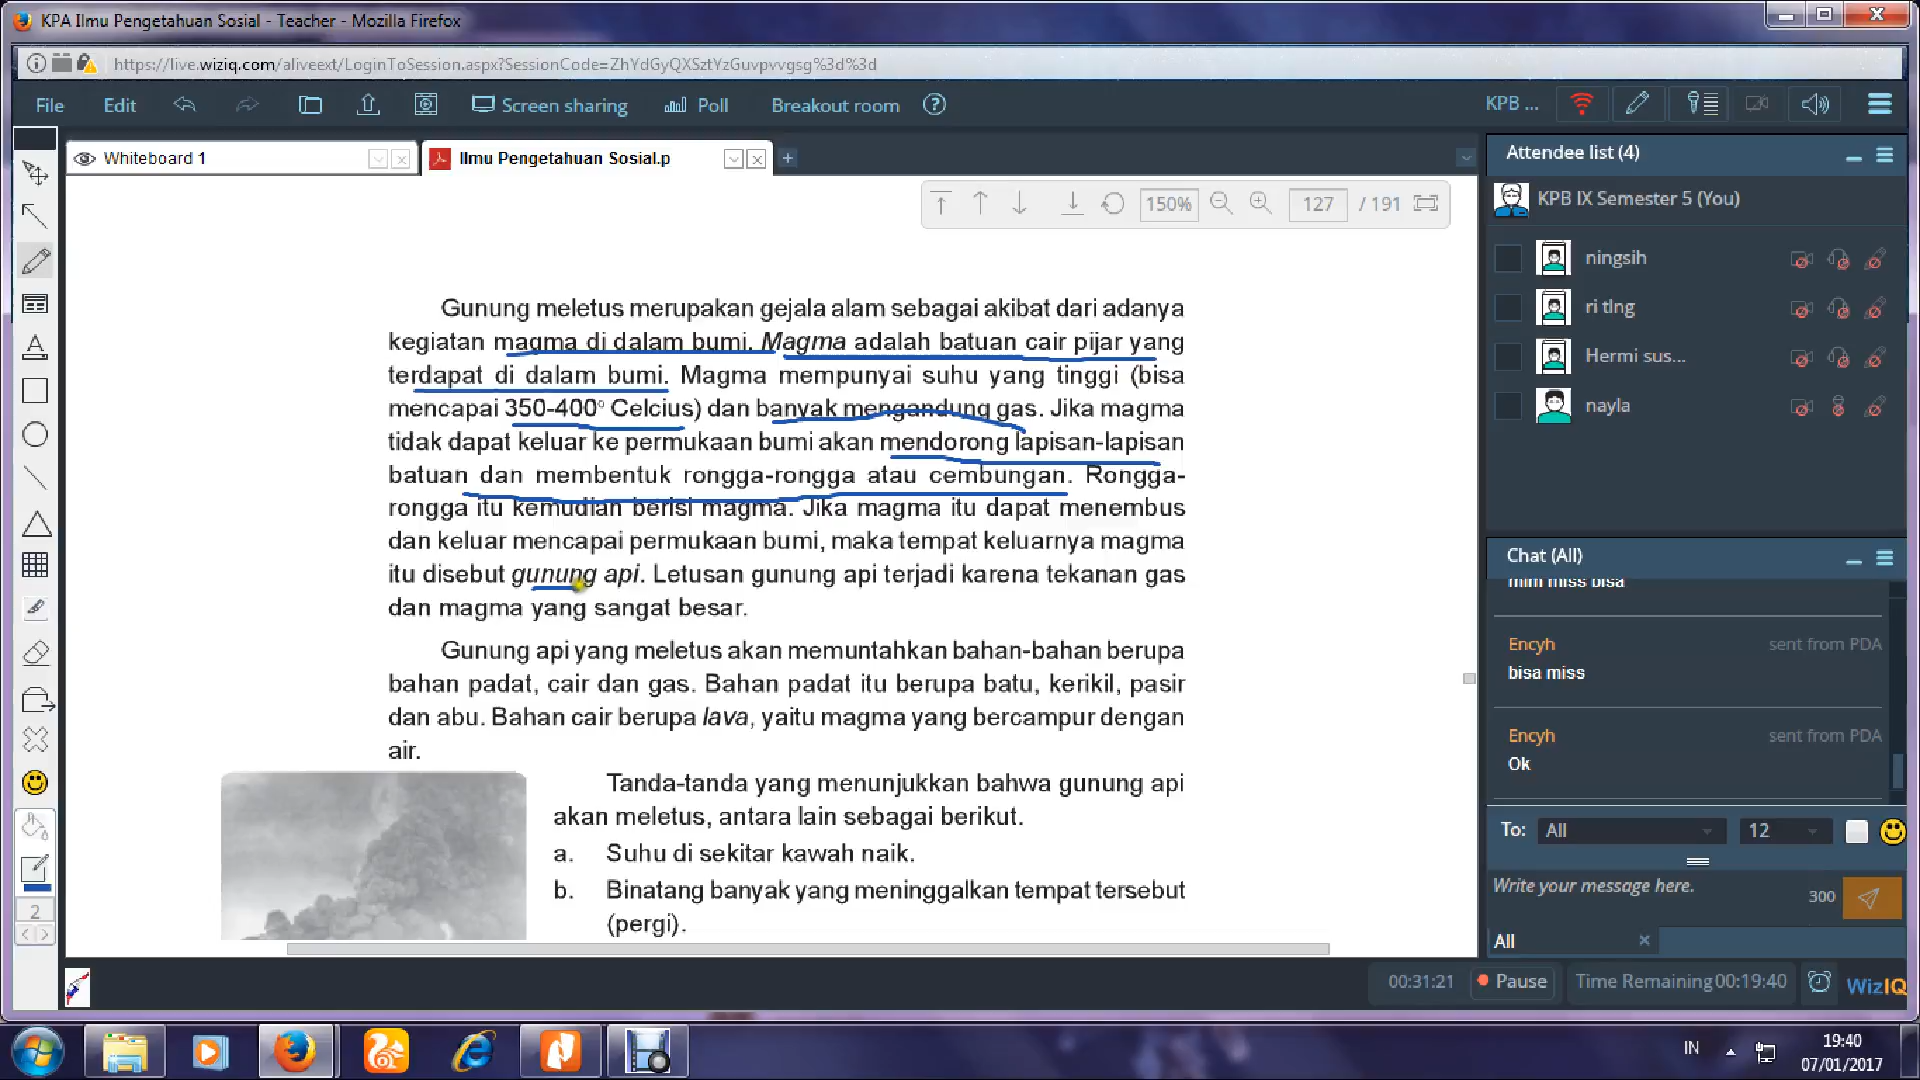 KPA Ilmu Pengetahuan Sosial - Teacher - Mozilla Firefox
https://live.wiziq.com/aliveext/LoginToSession.aspx?SessionCode=ZhYdGyQXSztYzGuvpvvgsg%3d%3d
File Edit Screen sharing Poll Breakout room KPB ...
Whiteboard 1
Ilmu Pengetahuan Sosial.p
150% 127 / 191
Gunung meletus merupakan gejala alam sebagai akibat dari adanya
kegiatan magma di dalam bumi. Magma adalah batuan cair pijar yang
terdapat di dalam bumi. Magma mempunyai suhu yang tinggi (bisa
mencapai 350-400° Celcius) dan banyak mengandung gas. Jika magma
tidak dapat keluar ke permukaan bumi akan mendorong lapisan-lapisan
batuan dan membentuk rongga-rongga atau cembungan. Rongga-
rongga itu kemudian berisi magma. Jika magma itu dapat menembus
dan keluar mencapai permukaan bumi, maka tempat keluarnya magma
itu disebut gunung api. Letusan gunung api terjadi karena tekanan gas
dan magma yang sangat besar.
Gunung api yang meletus akan memuntahkan bahan-bahan berupa
bahan padat, cair dan gas. Bahan padat itu berupa batu, kerikil, pasir
dan abu. Bahan cair berupa lava, yaitu magma yang bercampur dengan
air.
Tanda-tanda yang menunjukkan bahwa gunung api
akan meletus, antara lain sebagai berikut.
a. Suhu di sekitar kawah naik.
b. Binatang banyak yang meninggalkan tempat tersebut
(pergi).
2
Attendee list (4)
KPB IX Semester 5 (You)
ningsih
ri tlng
Hermi sus...
nayla
Chat (All)
mim miss bisa
Encyh sent from PDA
bisa miss
Encyh sent from PDA
Ok
To: All 12
Write your message here. 300
All
00:31:21 Pause Time Remaining 00:19:40 WizIQ
IN 19:40
07/01/2017